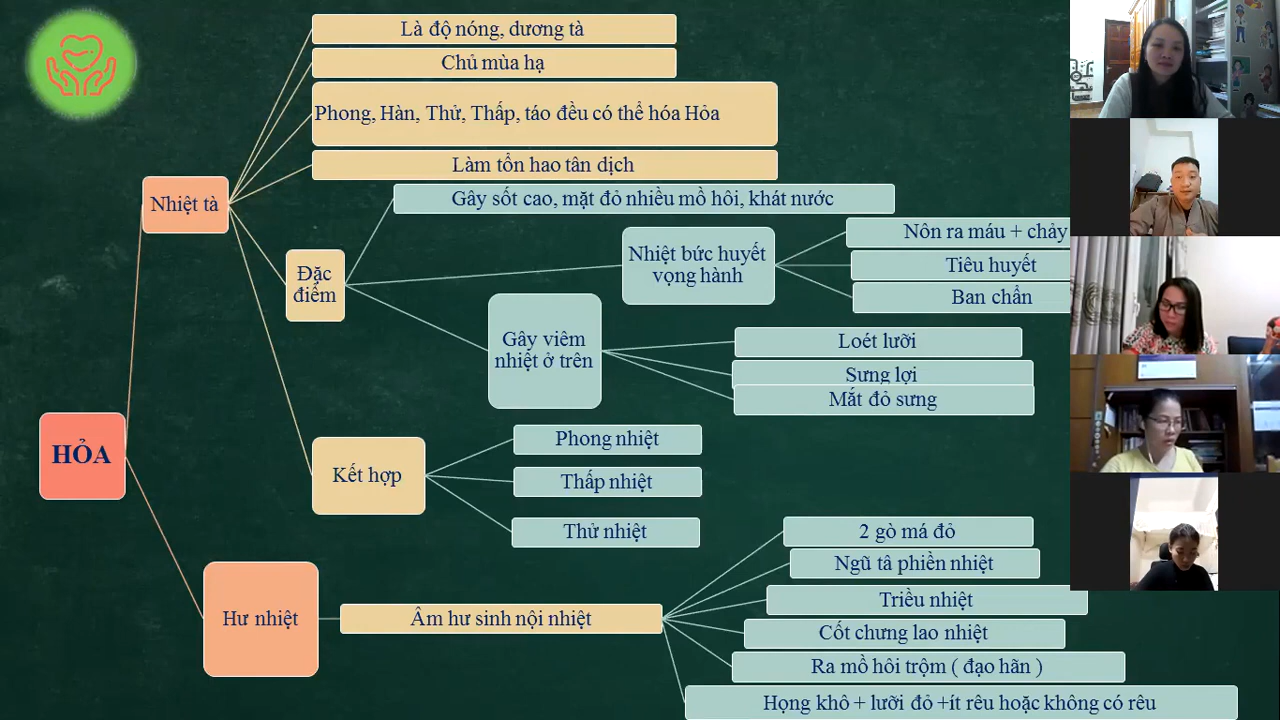 Là độ nóng, dương tà
Chủ mùa hạ
Phong, Hàn, Thử, Thấp, táo đều có thể hóa Hỏa
Làm tổn hao tân dịch
Nhiệt tà
Gây sốt cao, mặt đỏ nhiều mồ hôi, khát nước
Đặc
điểm
Nhiệt bức huyết
vọng hành
Nôn ra máu + chảy
Tiêu huyết
Ban chẩn
Gây viêm
nhiệt ở trên
Loét lưỡi
Sưng lợi
Mắt đỏ sưng
HỎA
Kết hợp
Phong nhiệt
Thấp nhiệt
Thử nhiệt
Hư nhiệt
Âm hư sinh nội nhiệt
2 gò má đỏ
Ngũ tâ phiền nhiệt
Triều nhiệt
Cốt chưng lao nhiệt
Ra mồ hôi trộm ( đạo hãn )
Họng khô + lưỡi đỏ +ít rêu hoặc không có rêu